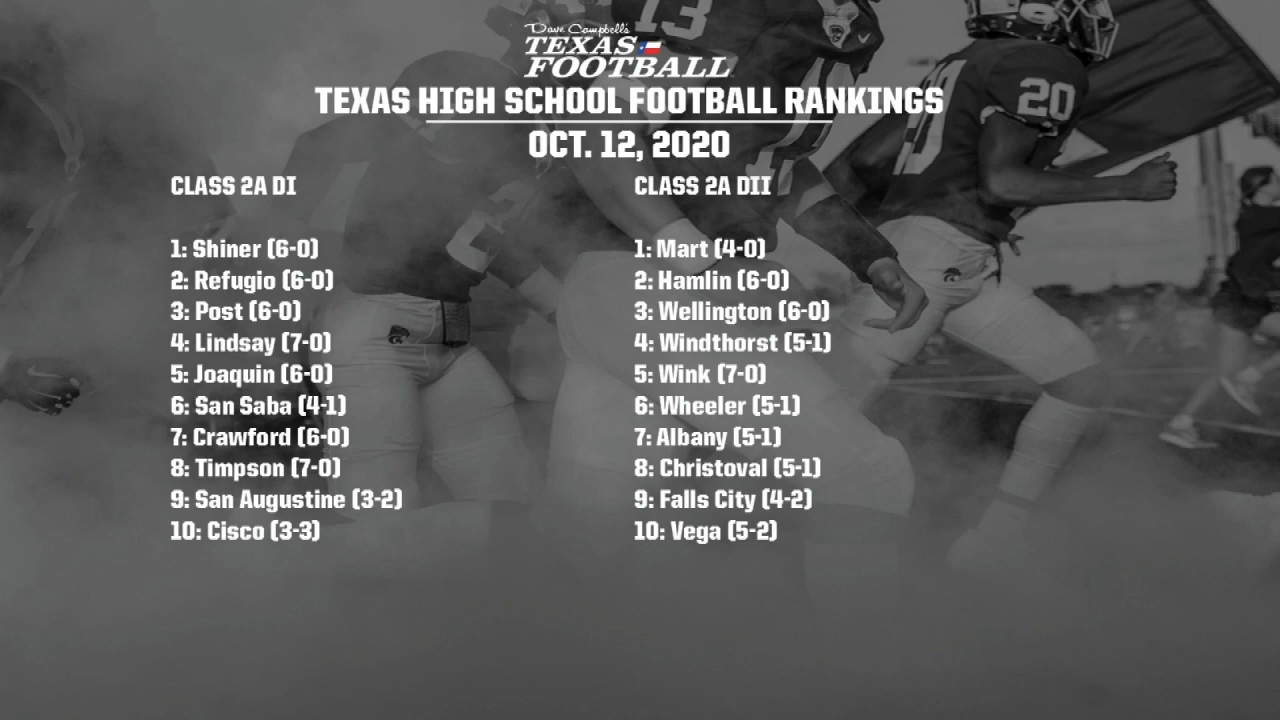 Dave Campbell's
TEXAS
FOOTBALL
TEXAS HIGH SCHOOL FOOTBALL RANKINGS
OCT. 12, 2020
CLASS 2A DI
1: Shiner (6-0)
2: Refugio (6-0)
3: Post (6-0)
4: Lindsay (7-0)
5: Joaquin (6-0)
6: San Saba (4-1)
7: Crawford (6-0)
8: Timpson (7-0)
9: San Augustine (3-2)
10: Cisco (3-3)
CLASS 2A DII
1: Mart (4-0)
2: Hamlin (6-0)
3: Wellington (6-0)
4: Windthorst (5-1)
5: Wink (7-0)
6: Wheeler (5-1)
7: Albany (5-1)
8: Christoval (5-1)
9: Falls City (4-2)
10: Vega (5-2)
13
20